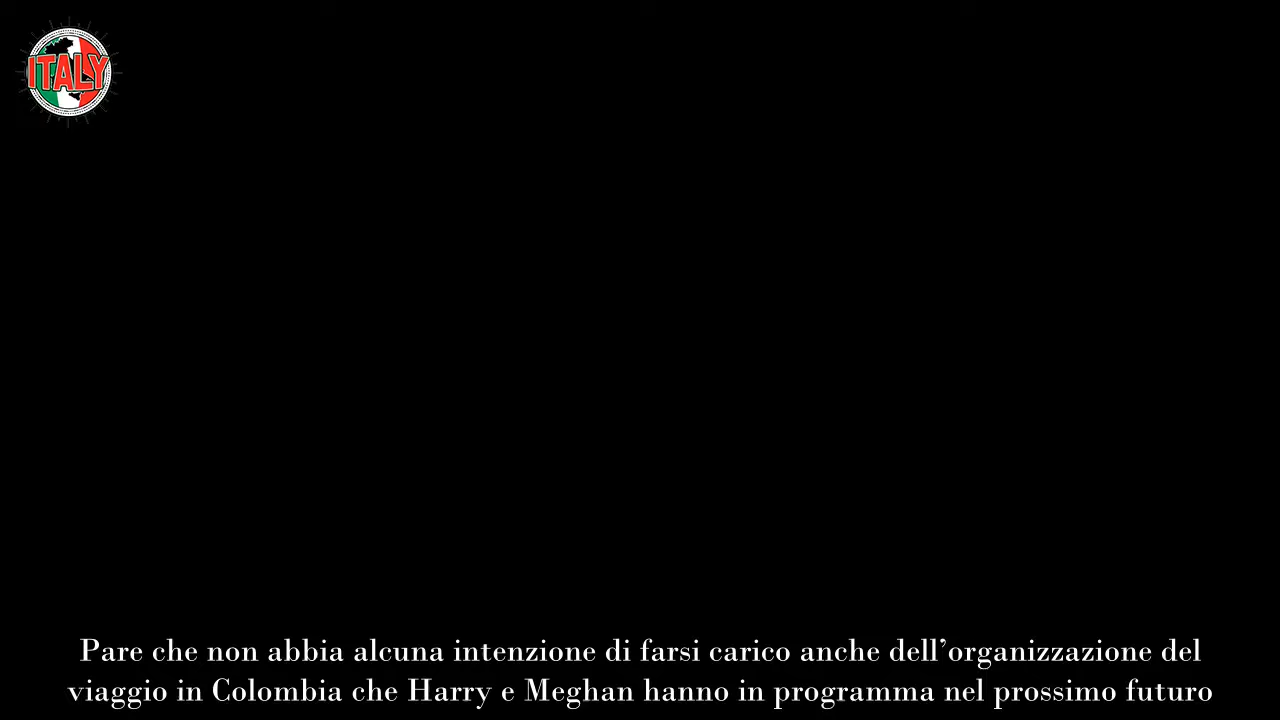 ITALY
Pare che non abbia alcuna intenzione di farsi carico anche dell’organizzazione del
viaggio in Colombia che Harry e Meghan hanno in programma nel prossimo futuro